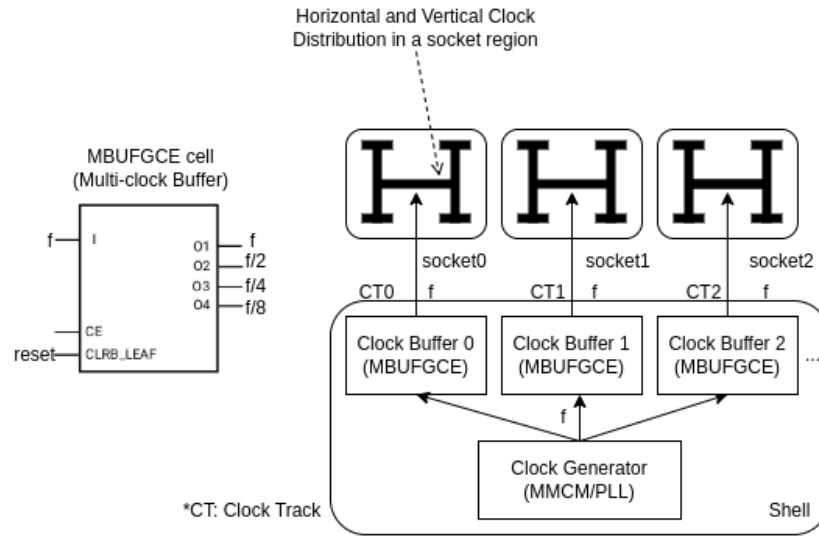 Horizontal and Vertical Clock
Distribution in a socket region
MBUFGCE cell
(Multi-clock Buffer)
f
I
O1
f
O2
f/2
O3
f/4
O4
f/8
CE
reset
CLRB_LEAF
socket0
socket1
socket2
CT0
f
CT1
f
CT2
f
Clock Buffer 0
(MBUFGCE)
Clock Buffer 1
(MBUFGCE)
Clock Buffer 2
(MBUFGCE)
...
f
Clock Generator
(MMCM/PLL)
*CT: Clock Track
Shell